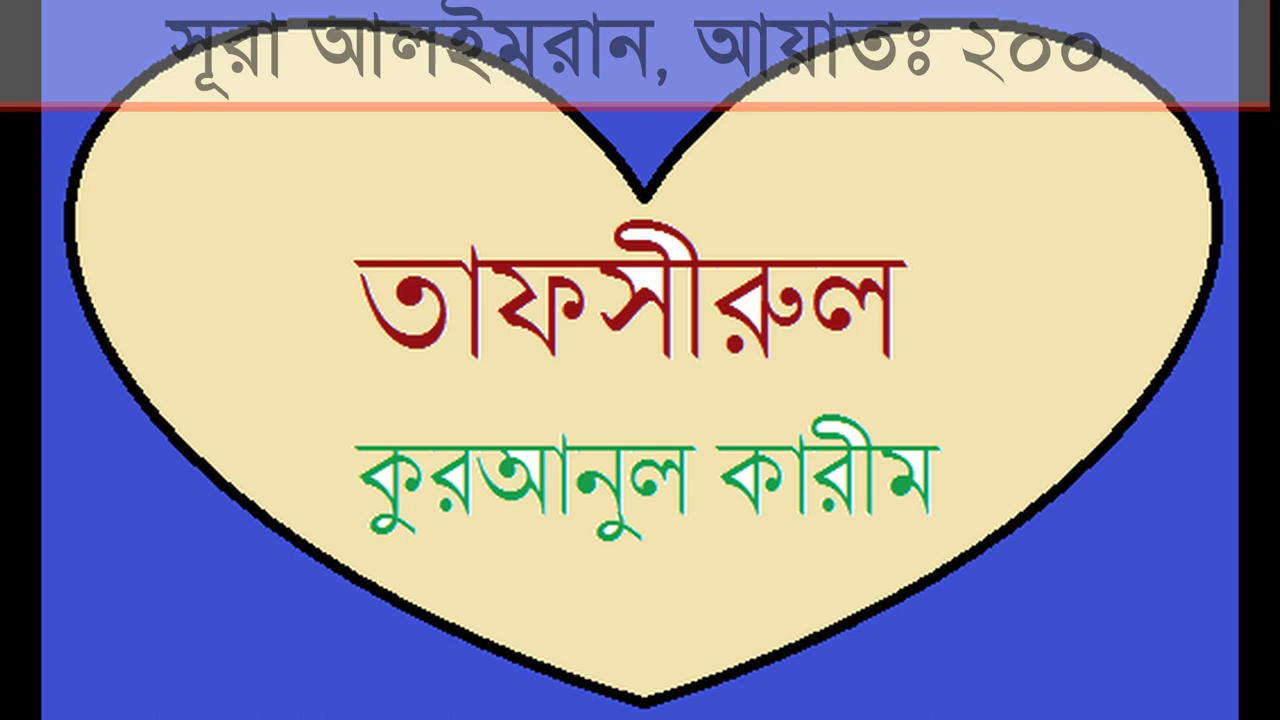 সূরা আলইমরান, আয়াতঃ ২০০
তাফসীরুল
কুরআনুল কারীম